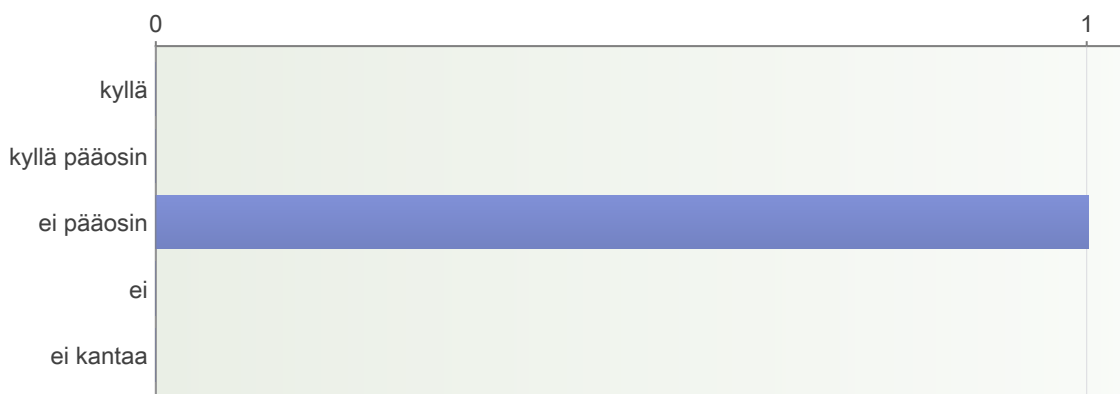 0 1
kyllä
kyllä pääosin
ei pääosin
ei
ei kantaa